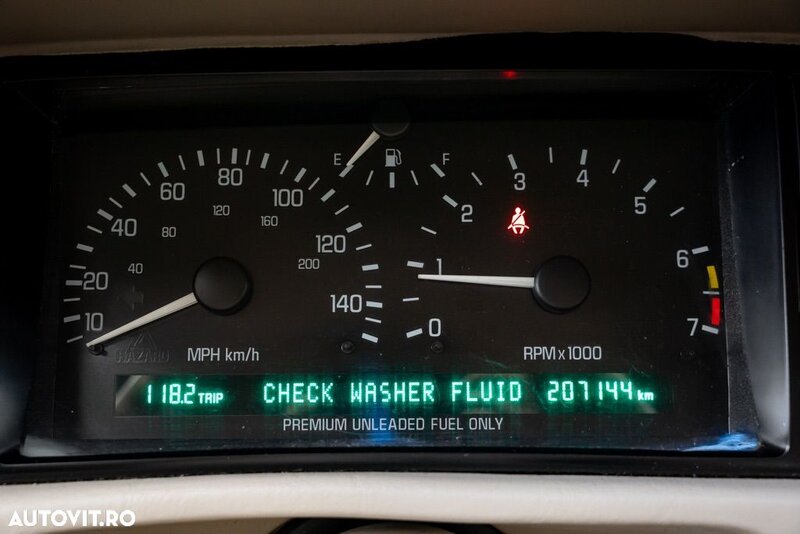 E F
20 40 60 80 100 120 140
10
40 80 120 160 200
0 1 2 3 4 5 6 7
HAZARD
MPH km/h
RPM x 1000
118.2 TRIP CHECK WASHER FLUID 207144 km
PREMIUM UNLEADED FUEL ONLY
AUTOVIT.RO